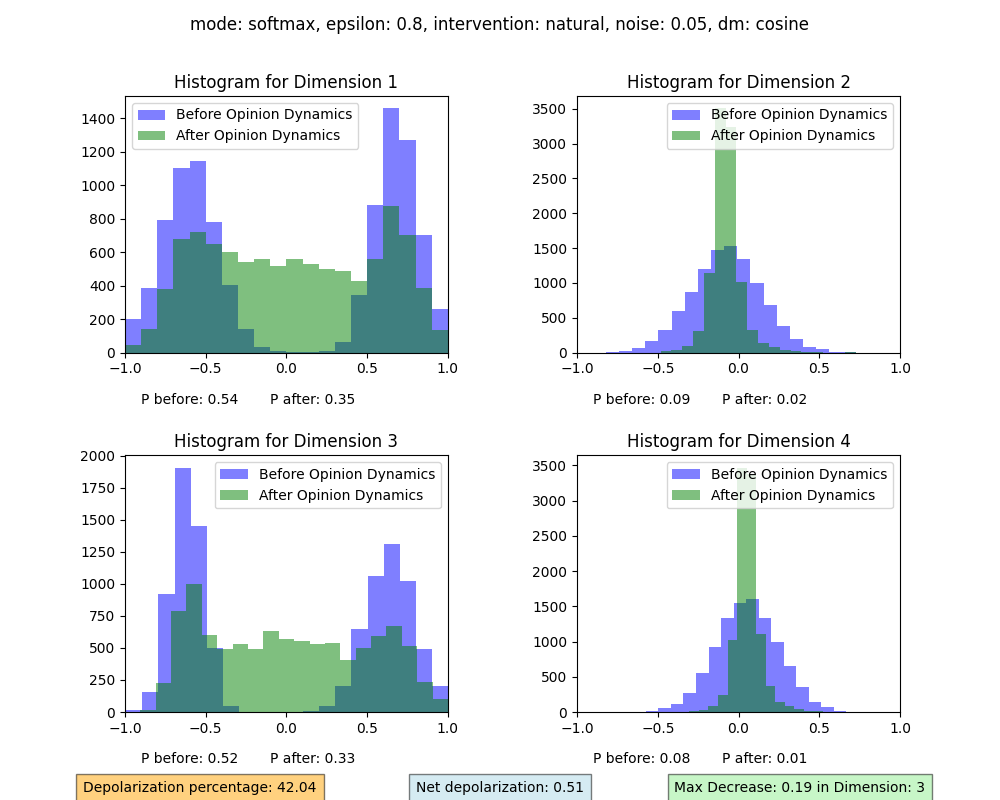 mode: softmax, epsilon: 0.8, intervention: natural, noise: 0.05, dm: cosine
Histogram for Dimension 1
Before Opinion Dynamics
After Opinion Dynamics
1400
1200
1000
800
600
400
200
0
−1.0 −0.5 0.0 0.5 1.0
P before: 0.54 P after: 0.35
Histogram for Dimension 2
Before Opinion Dynamics
After Opinion Dynamics
3500
3000
2500
2000
1500
1000
500
0
−1.0 −0.5 0.0 0.5 1.0
P before: 0.09 P after: 0.02
Histogram for Dimension 3
Before Opinion Dynamics
After Opinion Dynamics
2000
1750
1500
1250
1000
750
500
250
0
−1.0 −0.5 0.0 0.5 1.0
P before: 0.52 P after: 0.33
Histogram for Dimension 4
Before Opinion Dynamics
After Opinion Dynamics
3500
3000
2500
2000
1500
1000
500
0
−1.0 −0.5 0.0 0.5 1.0
P before: 0.08 P after: 0.01
Depolarization percentage: 42.04
Net depolarization: 0.51
Max Decrease: 0.19 in Dimension: 3